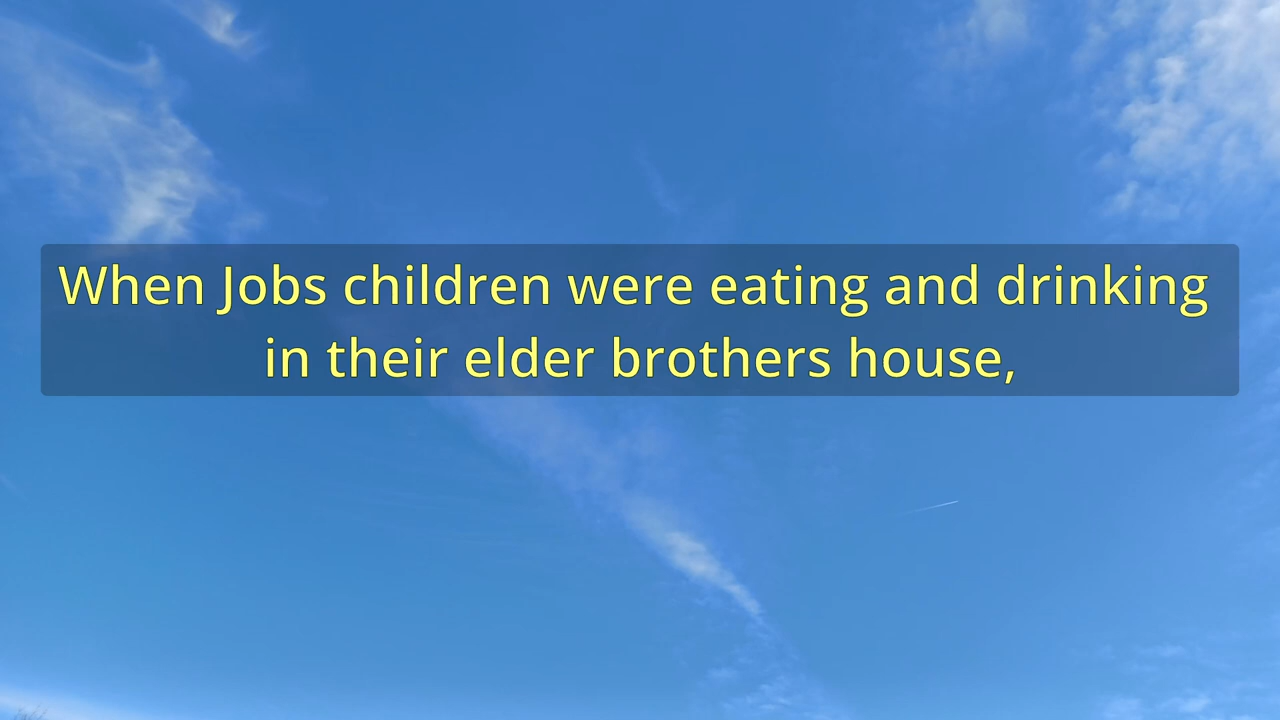 When Jobs children were eating and drinking
in their elder brothers house,